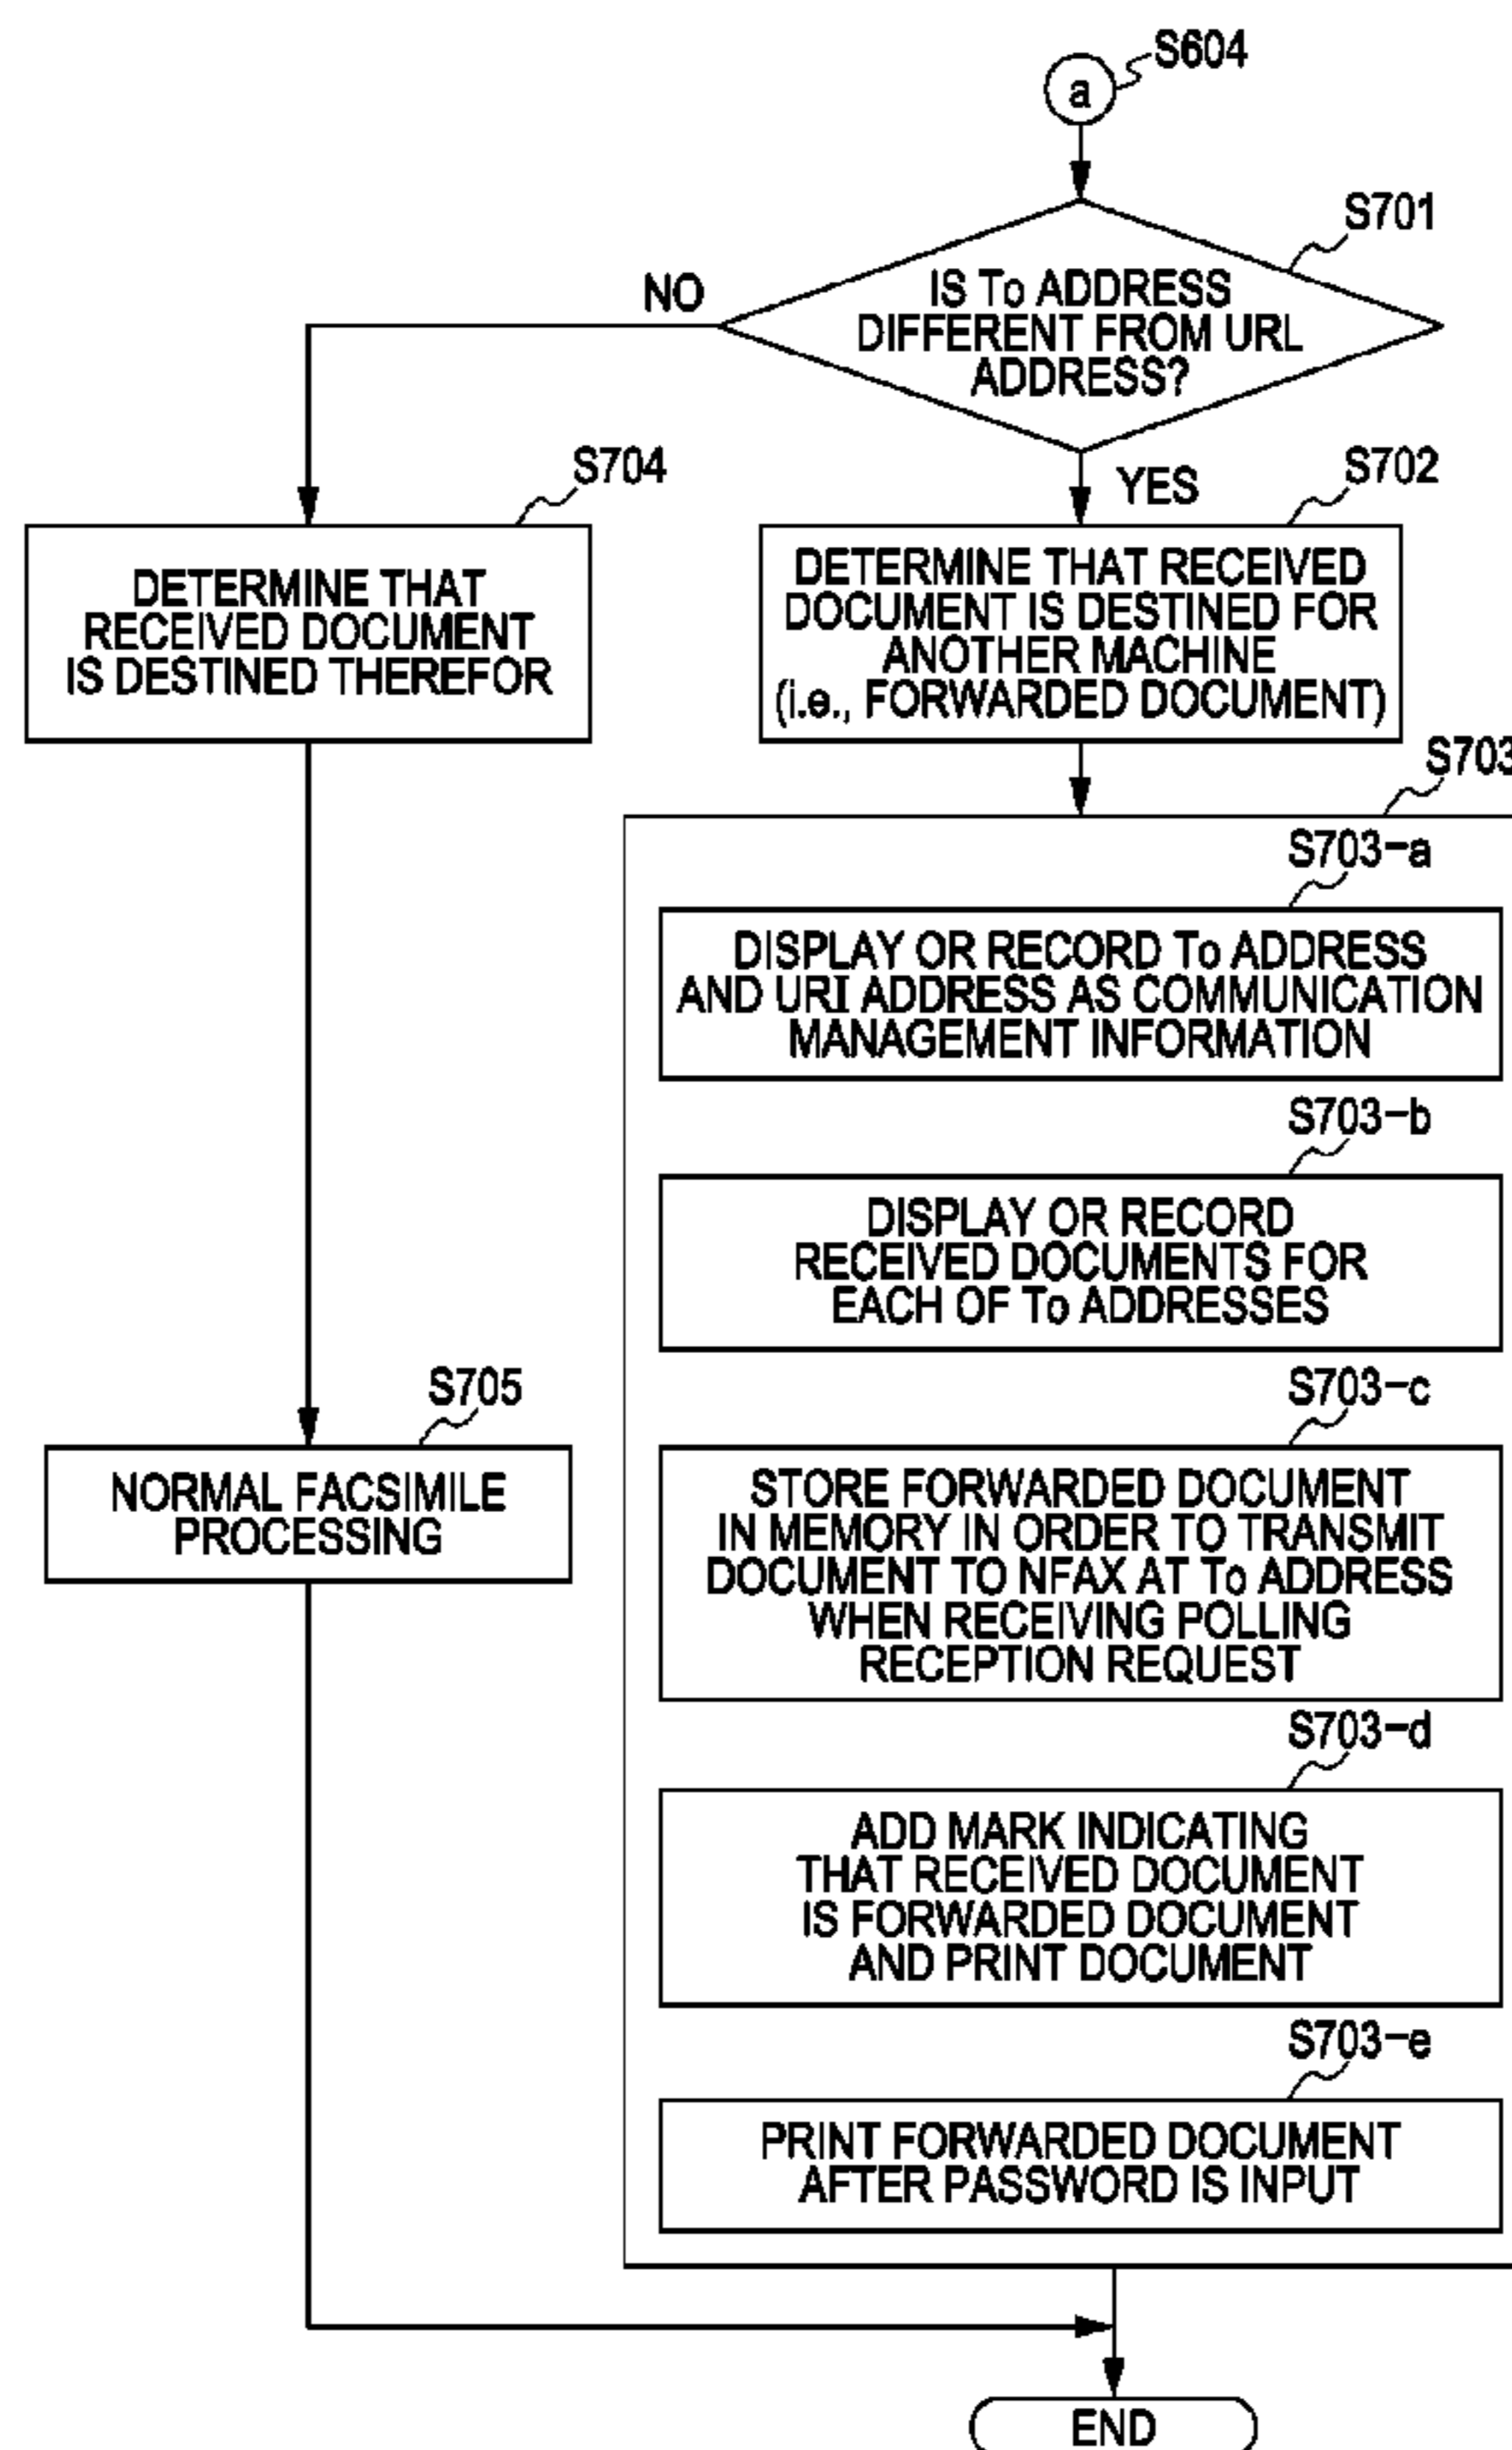 S604
a
S701
IS To ADDRESS
DIFFERENT FROM URL
ADDRESS?
NO
YES
S704
DETERMINE THAT
RECEIVED DOCUMENT
IS DESTINED THEREFOR
S702
DETERMINE THAT RECEIVED
DOCUMENT IS DESTINED FOR
ANOTHER MACHINE
(i.e., FORWARDED DOCUMENT)
S703
S703-a
DISPLAY OR RECORD To ADDRESS
AND URI ADDRESS AS COMMUNICATION
MANAGEMENT INFORMATION
S703-b
DISPLAY OR RECORD
RECEIVED DOCUMENTS FOR
EACH OF To ADDRESSES
S705
NORMAL FACSIMILE
PROCESSING
S703-c
STORE FORWARDED DOCUMENT
IN MEMORY IN ORDER TO TRANSMIT
DOCUMENT TO NFAX AT To ADDRESS
WHEN RECEIVING POLLING
RECEPTION REQUEST
S703-d
ADD MARK INDICATING
THAT RECEIVED DOCUMENT
IS FORWARDED DOCUMENT
AND PRINT DOCUMENT
S703-e
PRINT FORWARDED DOCUMENT
AFTER PASSWORD IS INPUT
END